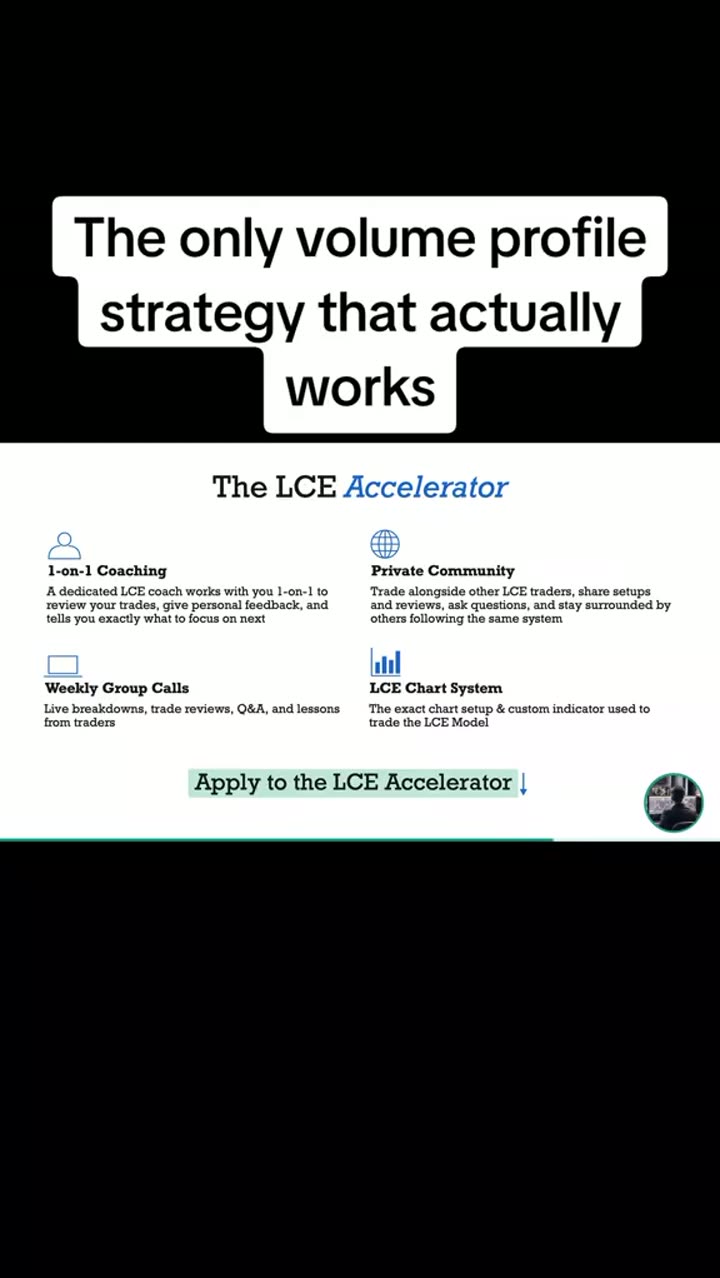 The only volume profile
strategy that actually
works
The LCE Accelerator
1-on-1 Coaching
A dedicated LCE coach works with you 1-on-1 to
review your trades, give personal feedback, and
tells you exactly what to focus on next
Private Community
Trade alongside other LCE traders, share setups
and reviews, ask questions, and stay surrounded by
others following the same system
Weekly Group Calls
Live breakdowns, trade reviews, Q&A, and lessons
from traders
LCE Chart System
The exact chart setup & custom indicator used to
trade the LCE Model
Apply to the LCE Accelerator